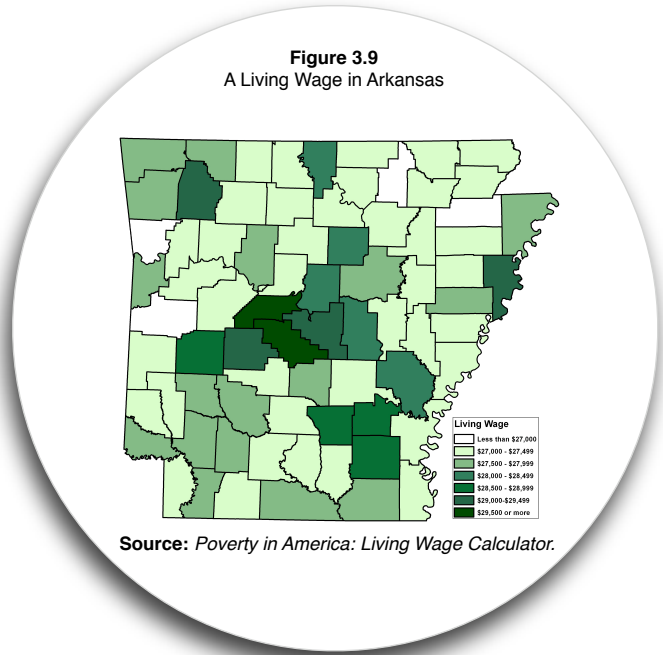 Figure 3.9
A Living Wage in Arkansas
Living Wage
Less than $27,000
$27,000 - $27,499
$27,500 - $27,999
$28,000 - $28,499
$28,500 - $28,999
$29,000-$29,499
$29,500 or more
Source: Poverty in America: Living Wage Calculator.